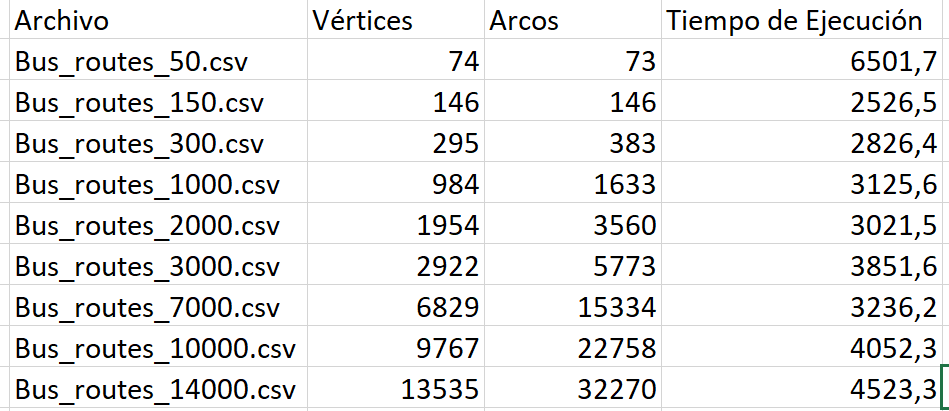 Archivo Vértices Arcos Tiempo de Ejecución
Bus_routes_50.csv 74 73 6501,7
Bus_routes_150.csv 146 146 2526,5
Bus_routes_300.csv 295 383 2826,4
Bus_routes_1000.csv 984 1633 3125,6
Bus_routes_2000.csv 1954 3560 3021,5
Bus_routes_3000.csv 2922 5773 3851,6
Bus_routes_7000.csv 6829 15334 3236,2
Bus_routes_10000.csv 9767 22758 4052,3
Bus_routes_14000.csv 13535 32270 4523,3